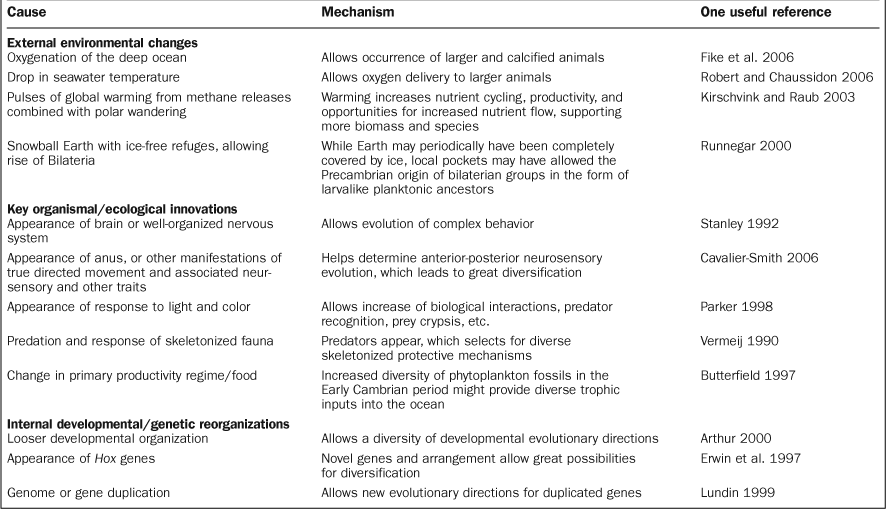 Cause Mechanism One useful reference
External environmental changes
Oxygenation of the deep ocean Allows occurrence of larger and calcified animals Fike et al. 2006
Drop in seawater temperature Allows oxygen delivery to larger animals Robert and Chaussidon 2006
Pulses of global warming from methane releases Warming increases nutrient cycling, productivity, and Kirschvink and Raub 2003
combined with polar wandering opportunities for increased nutrient flow, supporting
more biomass and species
Snowball Earth with ice-free refuges, allowing While Earth may periodically have been completely Runnegar 2000
rise of Bilateria covered by ice, local pockets may have allowed the
Precambrian origin of bilaterian groups in the form of
larvalike planktonic ancestors
Key organismal/ecological innovations
Appearance of brain or well-organized nervous Allows evolution of complex behavior Stanley 1992
system
Appearance of anus, or other manifestations of Helps determine anterior-posterior neurosensory Cavalier-Smith 2006
true directed movement and associated neur- evolution, which leads to great diversification
sensory and other traits
Appearance of response to light and color Allows increase of biological interactions, predator Parker 1998
recognition, prey crypsis, etc.
Predation and response of skeletonized fauna Predators appear, which selects for diverse Vermeij 1990
skeletonized protective mechanisms
Change in primary productivity regime/food Increased diversity of phytoplankton fossils in the Butterfield 1997
Early Cambrian period might provide diverse trophic
inputs into the ocean
Internal developmental/genetic reorganizations
Looser developmental organization Allows a diversity of developmental evolutionary directions Arthur 2000
Appearance of Hox genes Novel genes and arrangement allow great possibilities Erwin et al. 1997
for diversification
Genome or gene duplication Allows new evolutionary directions for duplicated genes Lundin 1999